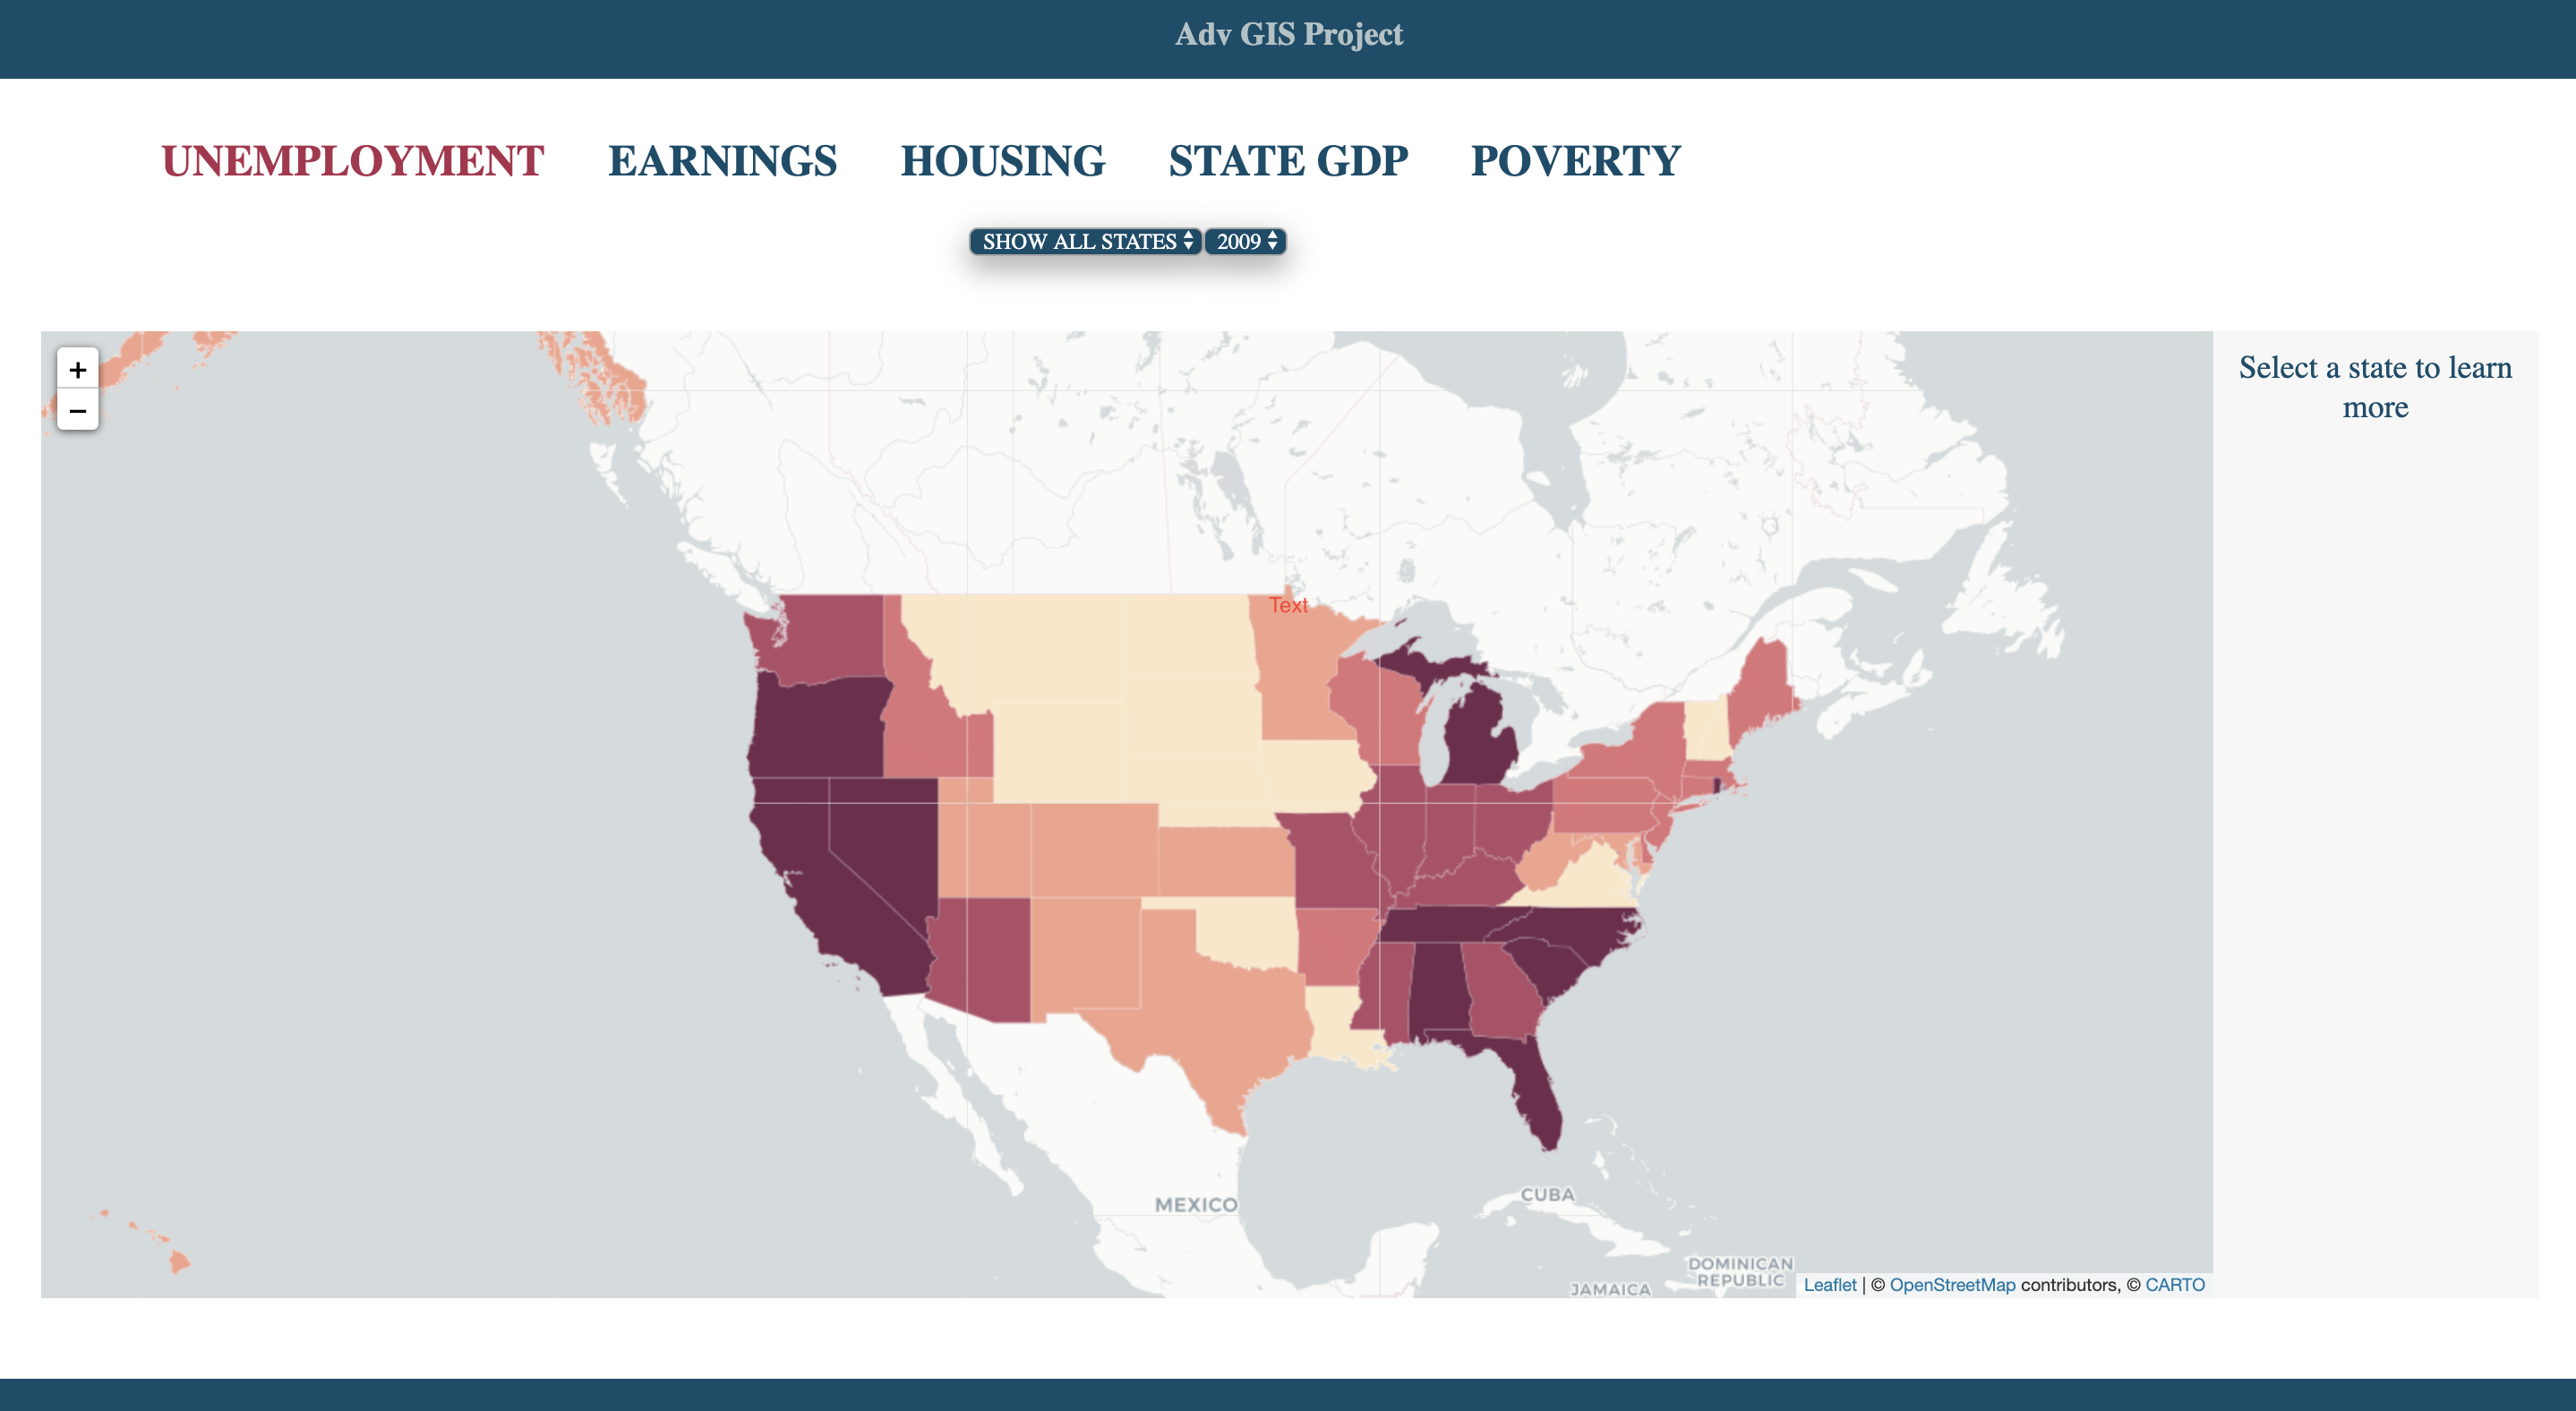 Adv GIS Project
UNEMPLOYMENT EARNINGS HOUSING STATE GDP POVERTY
SHOW ALL STATES 2009
+
−
Select a state to learn
more
Text
MEXICO
CUBA
DOMINICAN
REPUBLIC
JAMAICA
Leaflet | © OpenStreetMap contributors, © CARTO